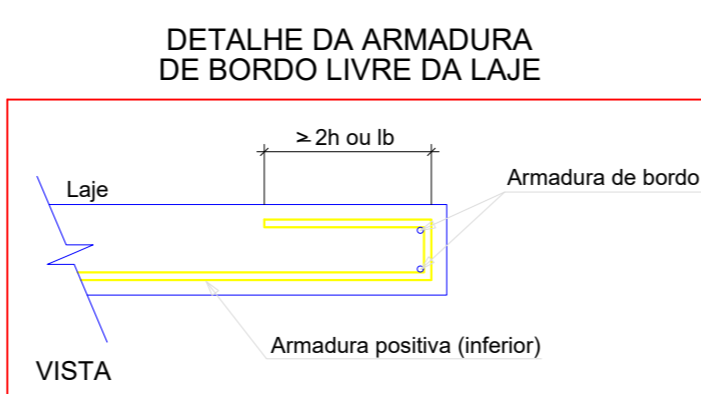 DETALHE DA ARMADURA
DE BORDO LIVRE DA LAJE
≥ 2h ou lb
Laje
Armadura de bordo
Armadura positiva (inferior)
VISTA